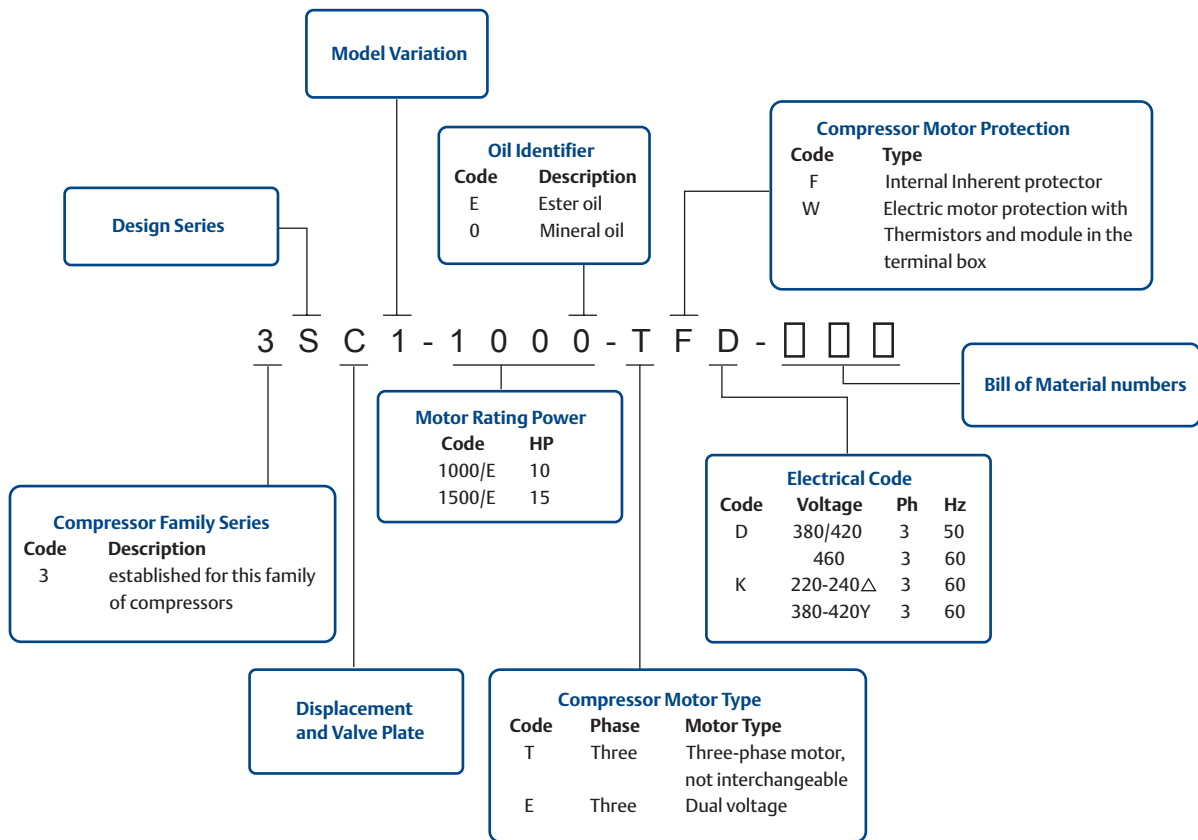 Model Variation
Oil Identifier
Code Description
E Ester oil
0 Mineral oil
Compressor Motor Protection
Code Type
F Internal Inherent protector
W Electric motor protection with
Thermistors and module in the
terminal box
Design Series
3 S C 1 - 1 0 0 0 - T F D - ▯ ▯ ▯
Bill of Material numbers
Motor Rating Power
Code HP
1000/E 10
1500/E 15
Compressor Family Series
Code Description
3 established for this family
of compressors
Electrical Code
Code Voltage Ph Hz
D 380/420 3 50
460 3 60
K 220-240△ 3 60
380-420Y 3 60
Displacement
and Valve Plate
Compressor Motor Type
Code Phase Motor Type
T Three Three-phase motor,
not interchangeable
E Three Dual voltage